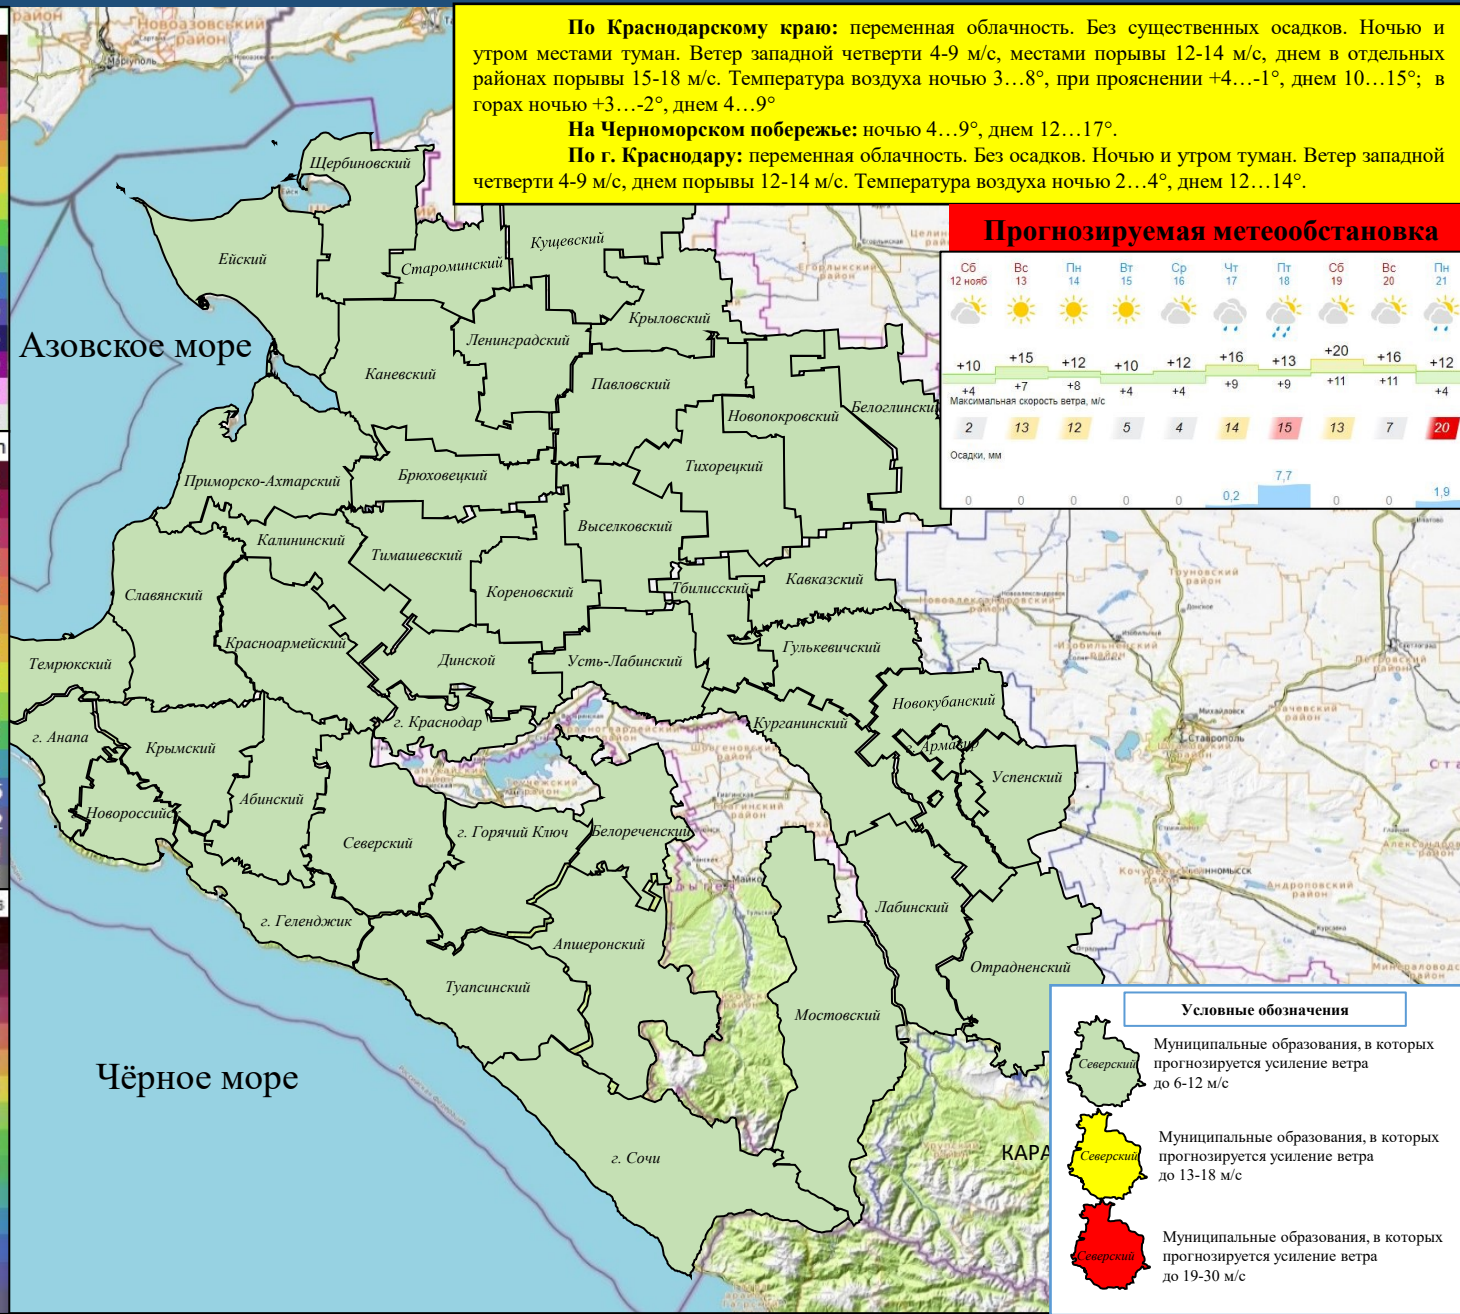 По Краснодарскому краю: переменная облачность. Без существенных осадков. Ночью и
утром местами туман. Ветер западной четверти 4-9 м/с, местами порывы 12-14 м/с, днем в отдельных
районах порывы 15-18 м/с. Температура воздуха ночью 3…8°, при прояснении +4…-1°, днем 10…15°; в
горах ночью +3…-2°, днем 4…9°
На Черноморском побережье: ночью 4…9°, днем 12…17°.
По г. Краснодару: переменная облачность. Без осадков. Ночью и утром туман. Ветер западной
четверти 4-9 м/с, днем порывы 12-14 м/с. Температура воздуха ночью 2…4°, днем 12…14°.
Прогнозируемая метеообстановка
Сб Вс Пн Вт Ср Чт Пт Сб Вс Пн
12 нояб 13 14 15 16 17 18 19 20 21
+10 +15 +12 +10 +12 +16 +13 +20 +16 +12
+4 +7 +8 +4 +4 +9 +9 +11 +11 +4
Максимальная скорость ветра, м/с
2 13 12 5 4 14 15 13 7 20
Осадки, мм
0 0 0 0 0 0,2 7,7 0 0 1,9
Новоазовський
район
Маріуполь
Щербиновский
Ейский
Староминский
Кущевский
Крыловский
Ленинградский
Азовское море
Каневский
Павловский
Новопокровский
Белоглинский
Тихорецкий
Приморско-Ахтарский
Брюховецкий
Выселковский
Калининский
Тимашевский
Кореновский
Тбилисский
Кавказский
Славянский
Красноармейский
Динской
Усть-Лабинский
Гулькевичский
Темрюкский
Новокубанский
г. Краснодар
Курганинский
г. Анапа
Крымский
г. Армавир
Успенский
Абинский
Новороссийск
Северский
г. Горячий Ключ
Белореченский
г. Геленджик
Апшеронский
Лабинский
Отрадненский
Туапсинский
Мостовский
Чёрное море
г. Сочи
Ставрополь
Михайловск
КАРА
Условные обозначения
Северский
Муниципальные образования, в которых
прогнозируется усиление ветра
до 6-12 м/с
Северский
Муниципальные образования, в которых
прогнозируется усиление ветра
до 13-18 м/с
Северский
Муниципальные образования, в которых
прогнозируется усиление ветра
до 19-30 м/с